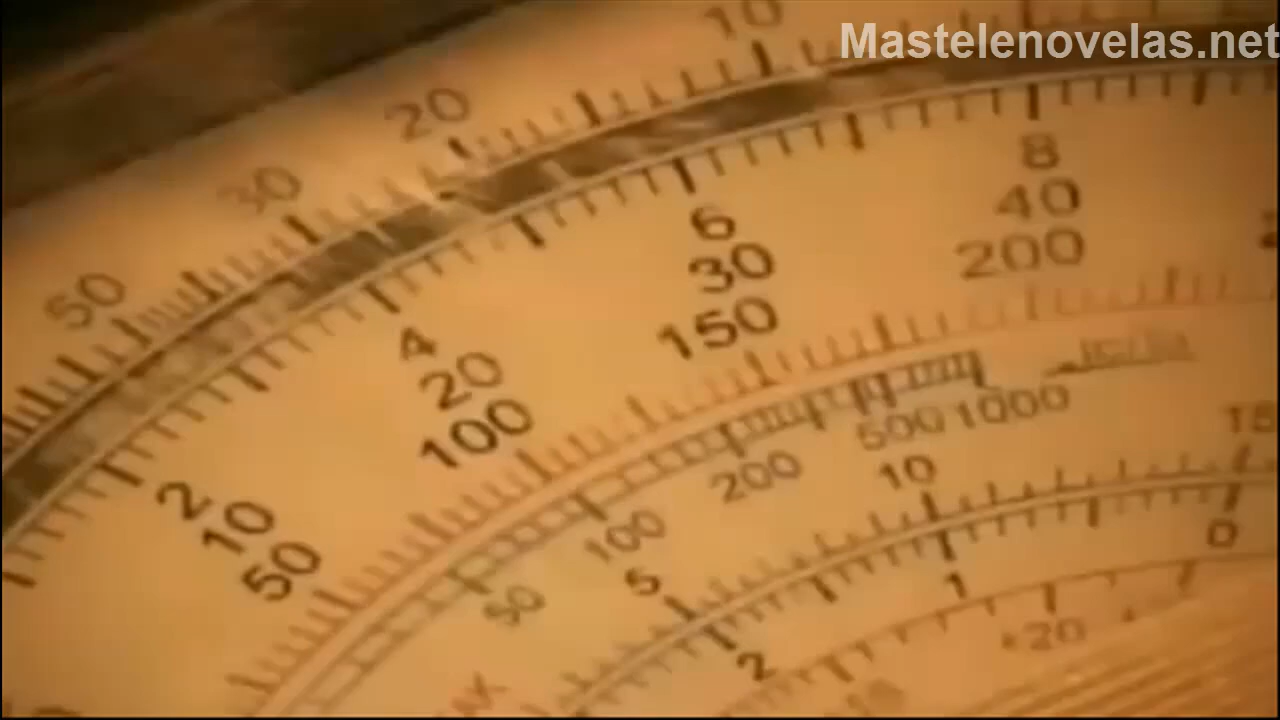 Mastelenovelas.net
50 30 20 10
2 4 6 8
10 20 30 40
50 100 150 200
50 100 200 500 1000
5 10 15
2 1 0
+20